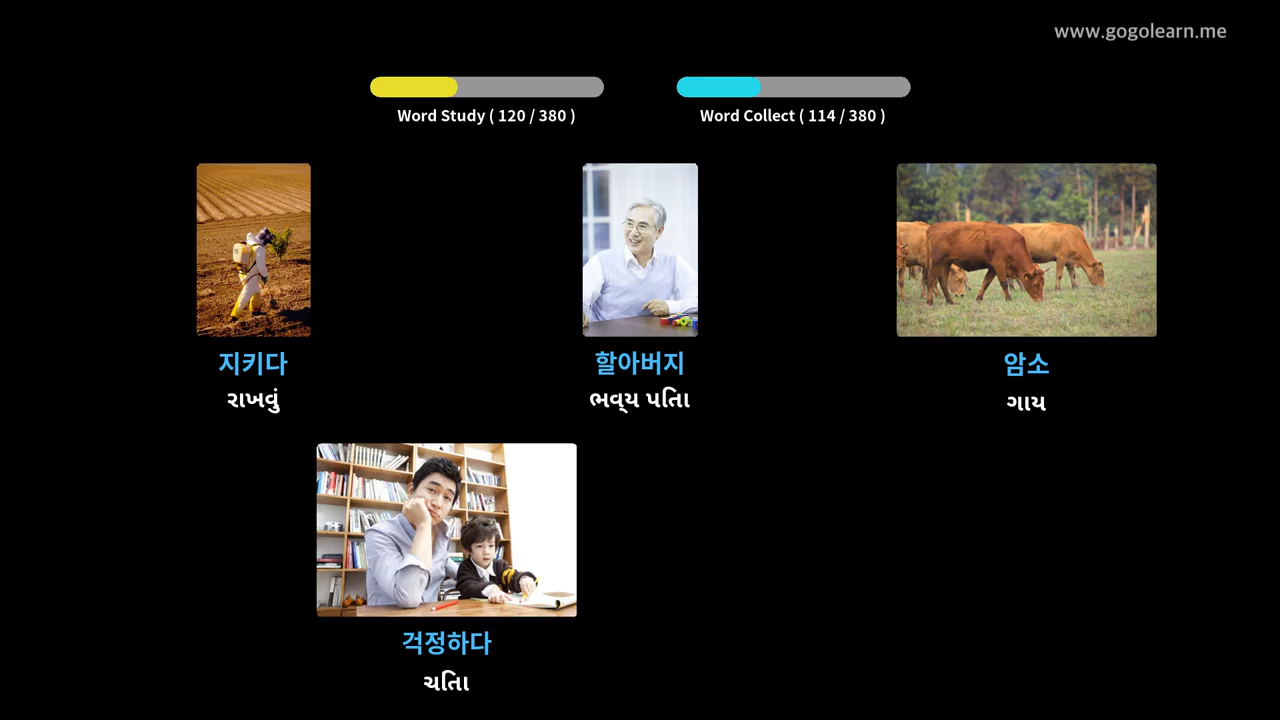 www.gogolearn.me
Word Study ( 120 / 380 )
Word Collect ( 114 / 380 )
지키다
રાખવું
할아버지
ભવ્ય પતિા
암소
ગાય
걱정하다
ચતિા